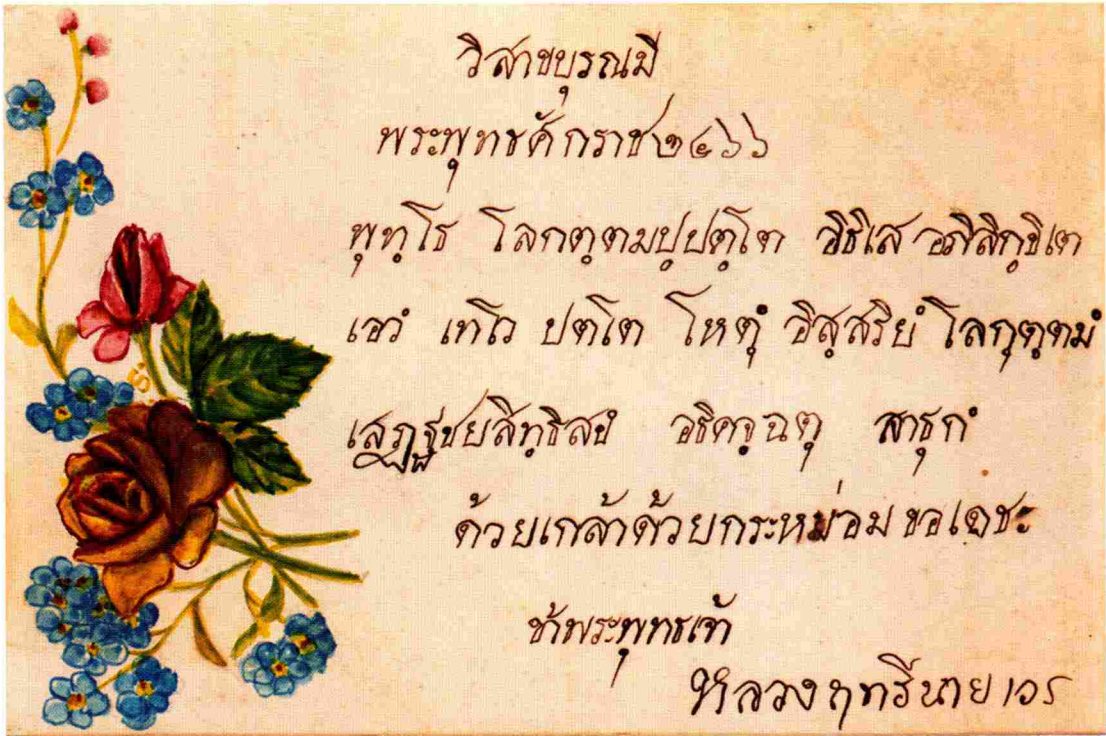 วิสาขบุรณมี
พระพุทธศักราช ๒๔๖๖
พุทฺโธ โลกตฺตมปฺปตฺโต อิธิเส อภิสิทฺธิเต
เอวํ เทโว ปตฺโต โหตุํ อิสฺสริยํ โลกุตฺตมํ
เสฏฺฐชยสิทฺธิสขํ อธิคจฺฉตุ สาธุกํ
ด้วยเกล้าด้วยกระหม่อม ขอเดชะ
ข้าพระพุทธเจ้า
หลวงฤทธิ์นายเวร